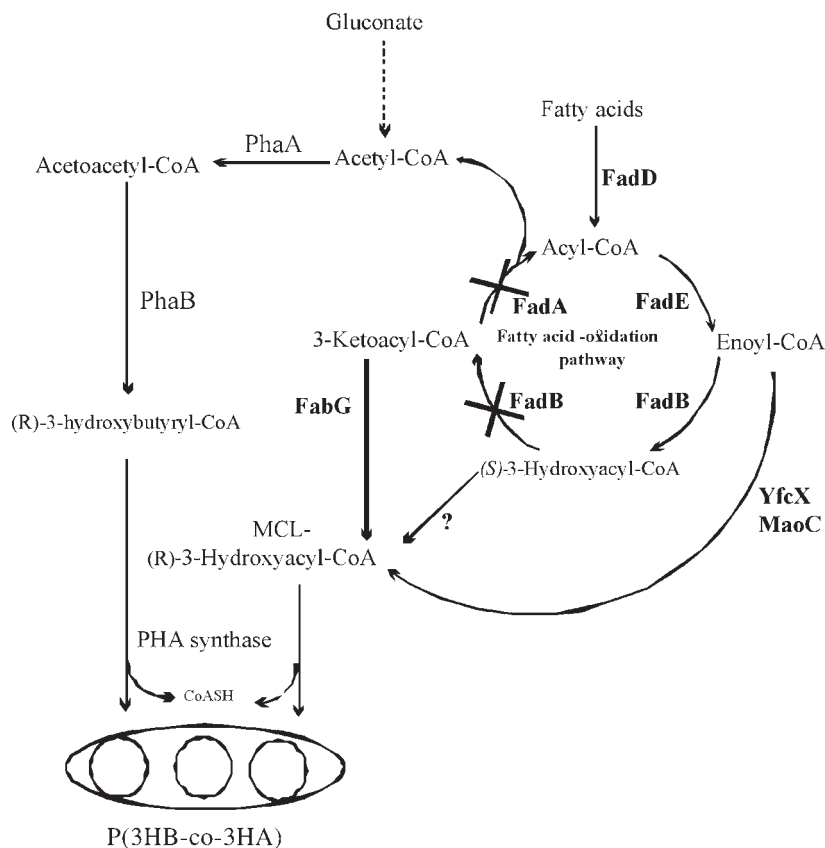 Gluconate
Fatty acids
PhaA
Acetoacetyl-CoA
Acetyl-CoA
FadD
Acyl-CoA
PhaB
FadA
FadE
3-Ketoacyl-CoA
Fatty acid -oxidation
pathway
Enoyl-CoA
FabG
FadB
FadB
(R)-3-hydroxybutyryl-CoA
(S)-3-Hydroxyacyl-CoA
?
YfcX
MaoC
MCL-
(R)-3-Hydroxyacyl-CoA
PHA synthase
CoASH
P(3HB-co-3HA)